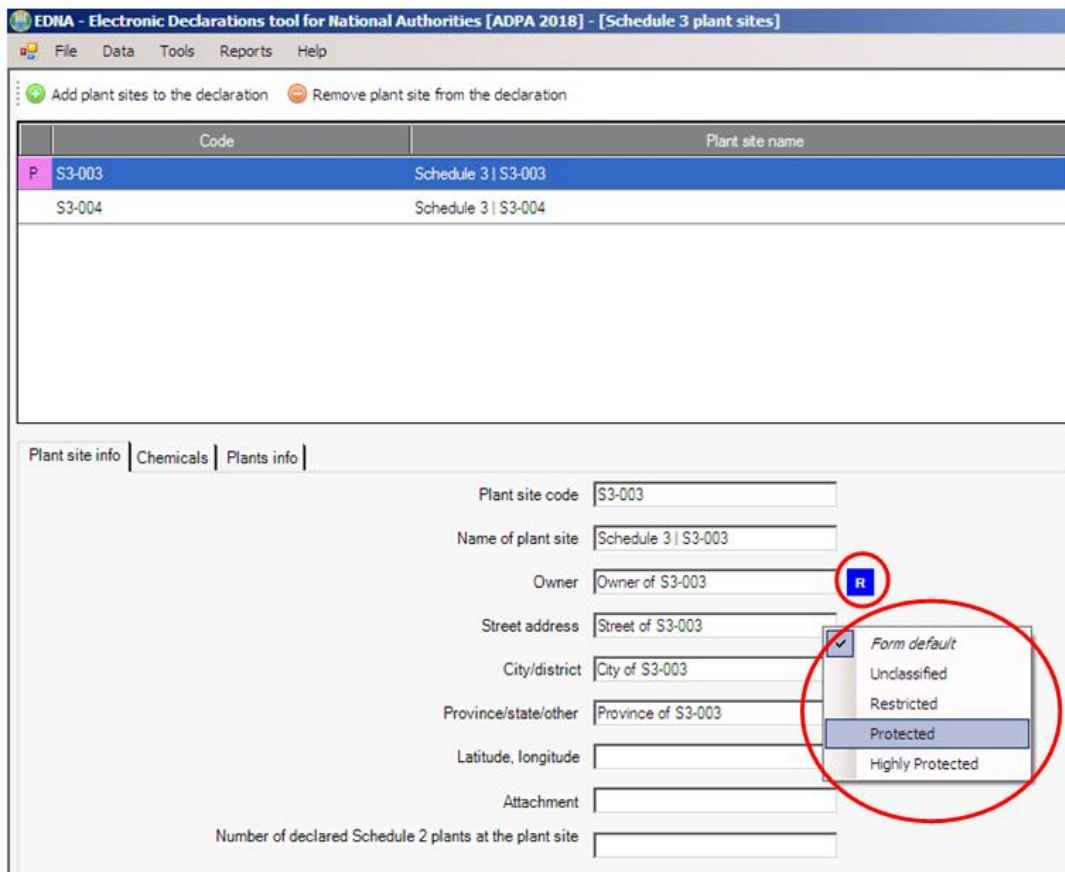 EDNA - Electronic Declarations tool for National Authorities [ADPA 2018] - [Schedule 3 plant sites]
File Data Tools Reports Help
Add plant sites to the declaration Remove plant site from the declaration
Code Plant site name
P S3-003 Schedule 3 | S3-003
S3-004 Schedule 3 | S3-004
Plant site info Chemicals Plants info
Plant site code S3-003
Name of plant site Schedule 3 | S3-003
Owner Owner of S3-003 R
Street address Street of S3-003
Form default
City/district City of S3-003
Unclassified
Restricted
Province/state/other Province of S3-003
Protected
Latitude, longitude
Highly Protected
Attachment
Number of declared Schedule 2 plants at the plant site